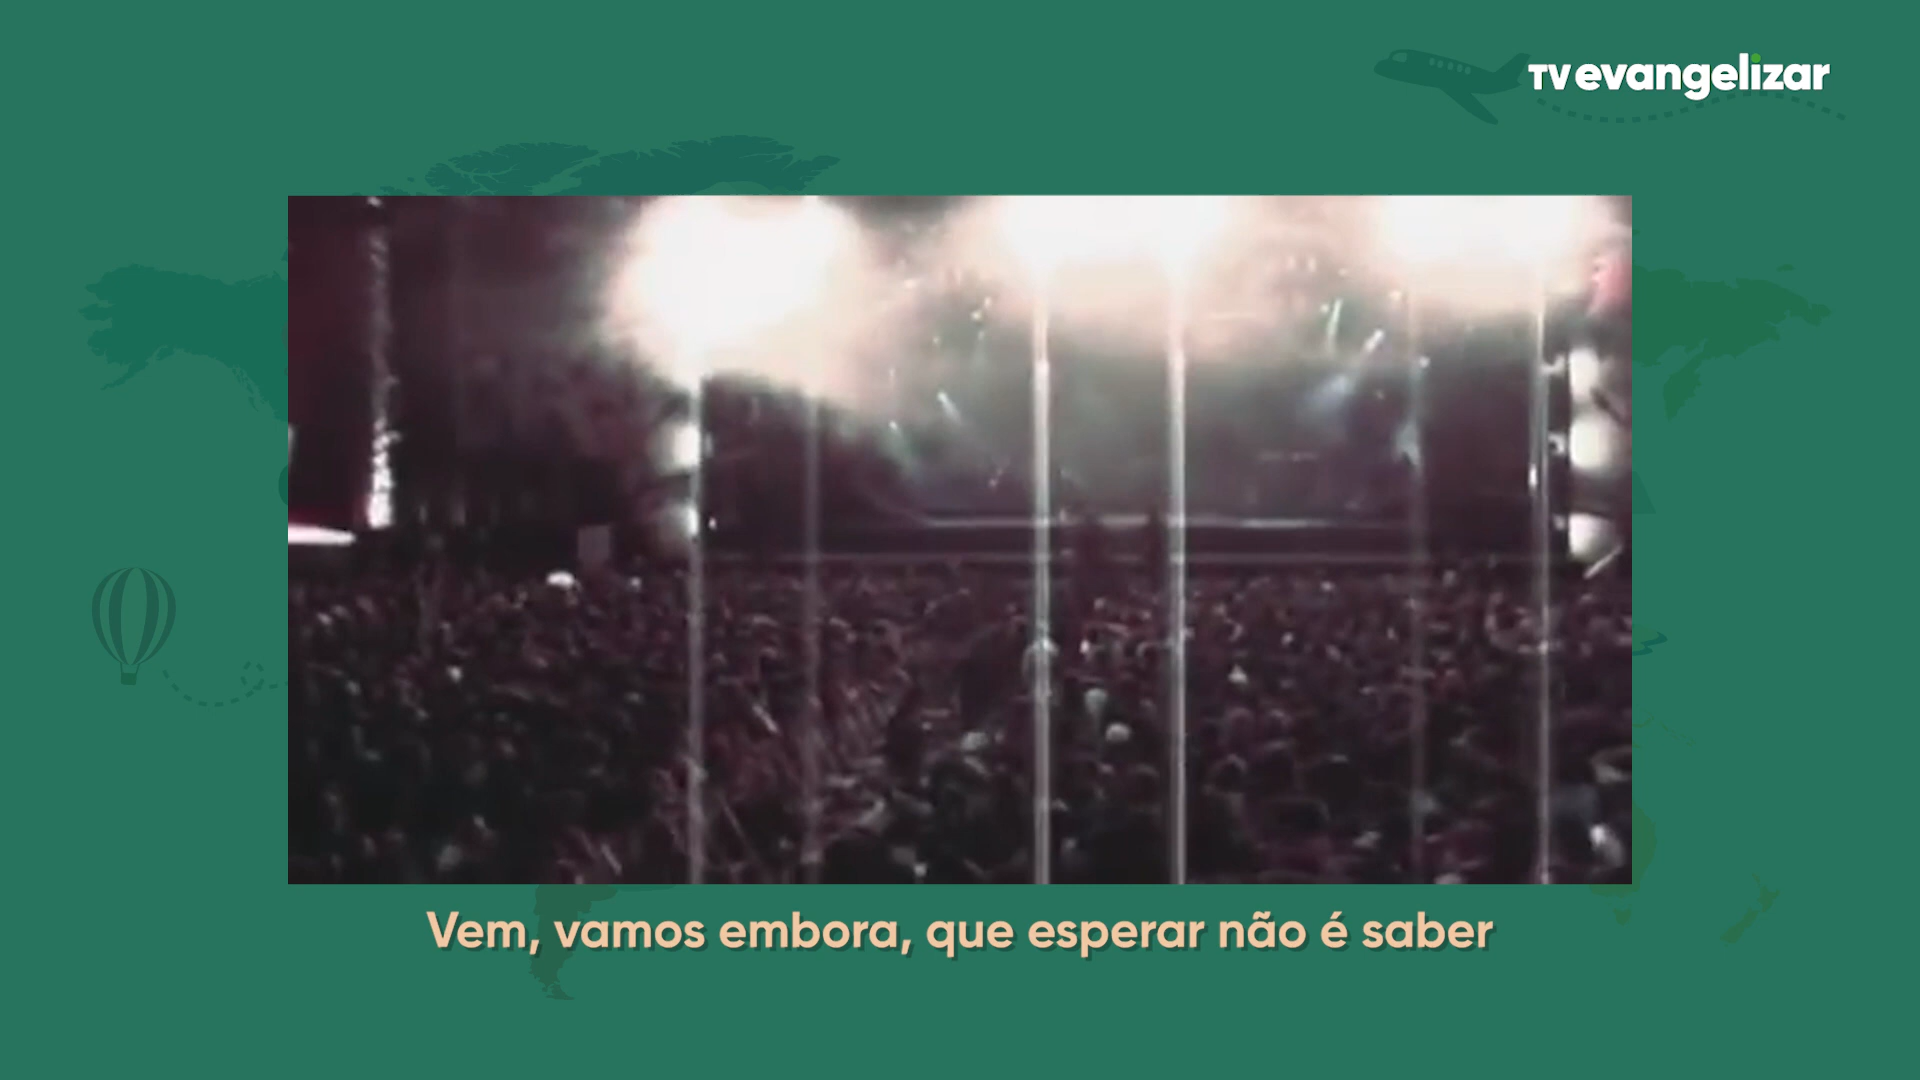 TV evangelizar
Vem, vamos embora, que esperar não é saber